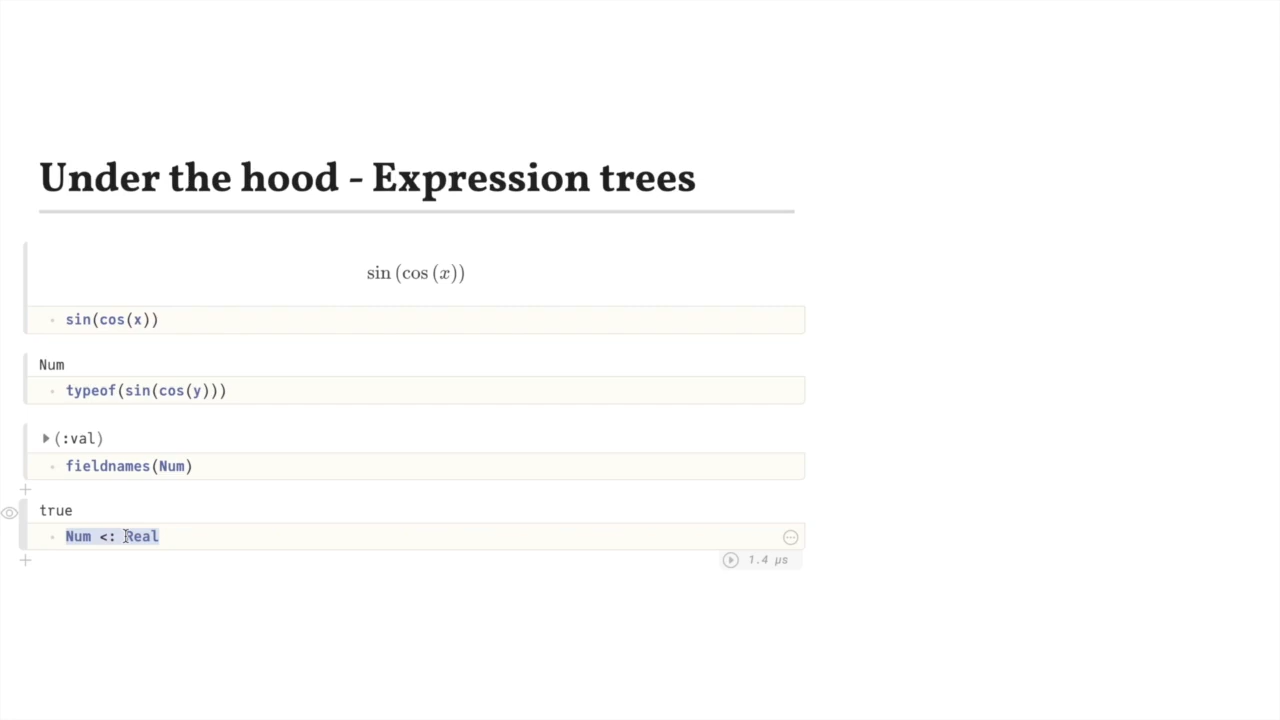 Under the hood - Expression trees
sin (cos (x))
sin(cos(x))
Num
typeof(sin(cos(y)))
(:val)
fieldnames(Num)
true
Num <: Real
1.4 μs